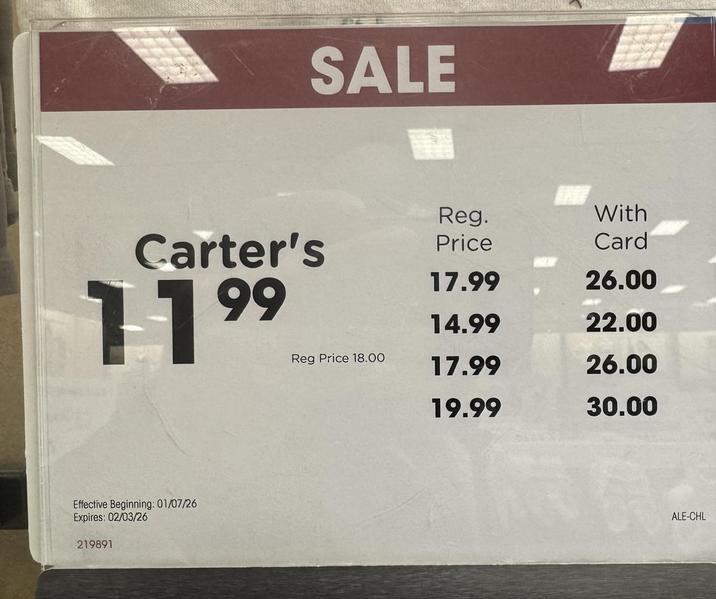 SALE
Carter's
11 99
Reg Price 18.00
Reg. Price
With Card
17.99 26.00
14.99 22.00
17.99 26.00
19.99 30.00
Effective Beginning: 01/07/26
Expires: 02/03/26
219891
ALE-CHL